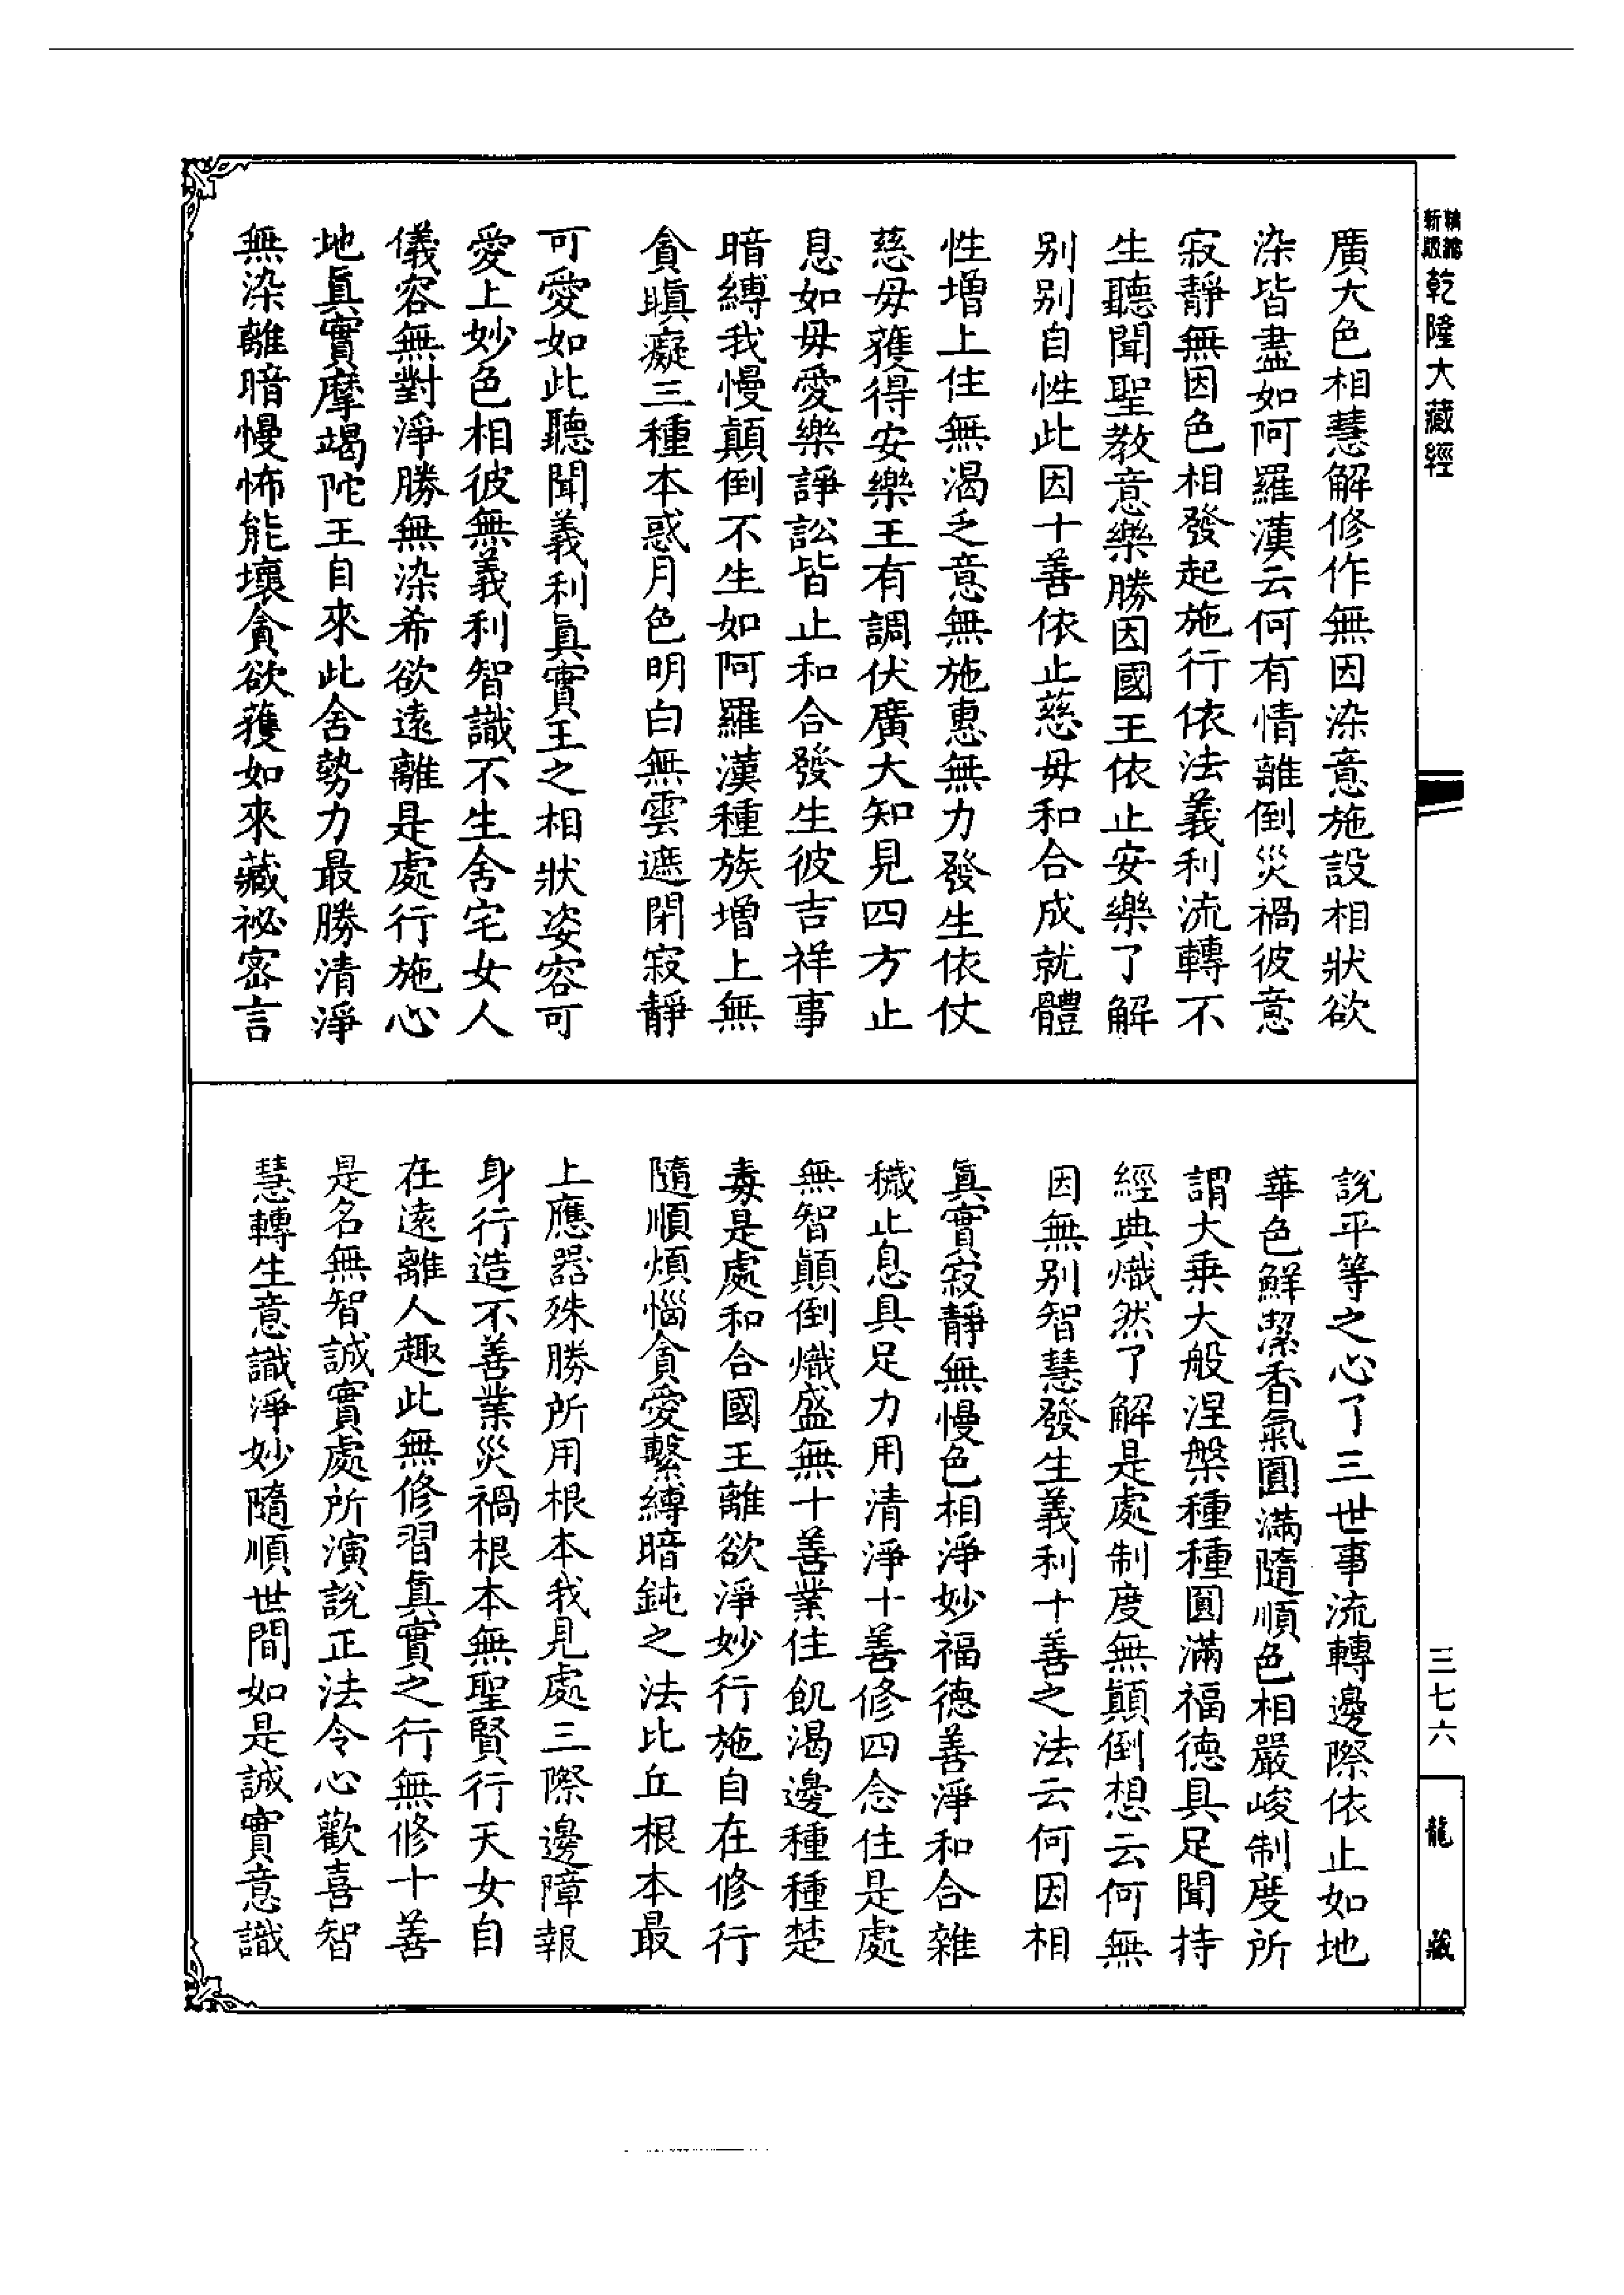 新版精縮
乾隆大藏經
廣大色相慧解修作無因染意施設相狀欲
染皆盡如阿羅漢云何有情離倒災禍彼意
寂靜無因色相發起施行依法義利流轉不
生聽聞聖教意樂勝因國王依止安樂了解
别别自性此因十善依止慈母和合成就體
性增上住無渴乏意無施惠無力發生依仗
慈母獲得安樂王有調伏廣大知見四方止
息如母愛樂諍訟皆止和合發生彼吉祥事
暗縛我慢顛倒不生如阿羅漢種族增上無
貪瞋癡三種本惑月色明白無雲遮閉寂靜
可愛如此聽聞義利眞實王之相狀姿容可
愛上妙色相彼無義利智識不生舍宅女人
儀容無對淨勝無染希欲遠離是處行施心
地眞實摩竭陀王自來此舍勢力最勝清淨
無染離暗慢怖能壞貪欲獲如來藏祕密言
說平等之心了三世事流轉邊際依止如地
華色鮮潔香氣圓滿隨順色相嚴峻制度所
謂大乗大般涅槃種種圓滿福德具足聞持
經典熾然了解是處制度無顛倒想云何無
因無别智慧發生義利十善之法云何因相
眞實寂靜無慢色相淨妙福德善淨和合雜
穢止息具足力用清淨十善修四念住是處
無智顛倒熾盛無十善業住飢渴邊種種楚
毒是處和合國王離欲淨妙行施自在修行
隨順煩惱貪愛繫縛暗鈍之法比丘根本最
上應器殊勝所用根本我見處三際邊障報
身行造不善業災禍根本無聖賢行天女自
在遠離人趣此無修習眞實之行無修十善
是名無智誠實處所演說正法令心歡喜智
慧轉生意識淨妙隨順世間如是誠實意識
三七六
龍藏